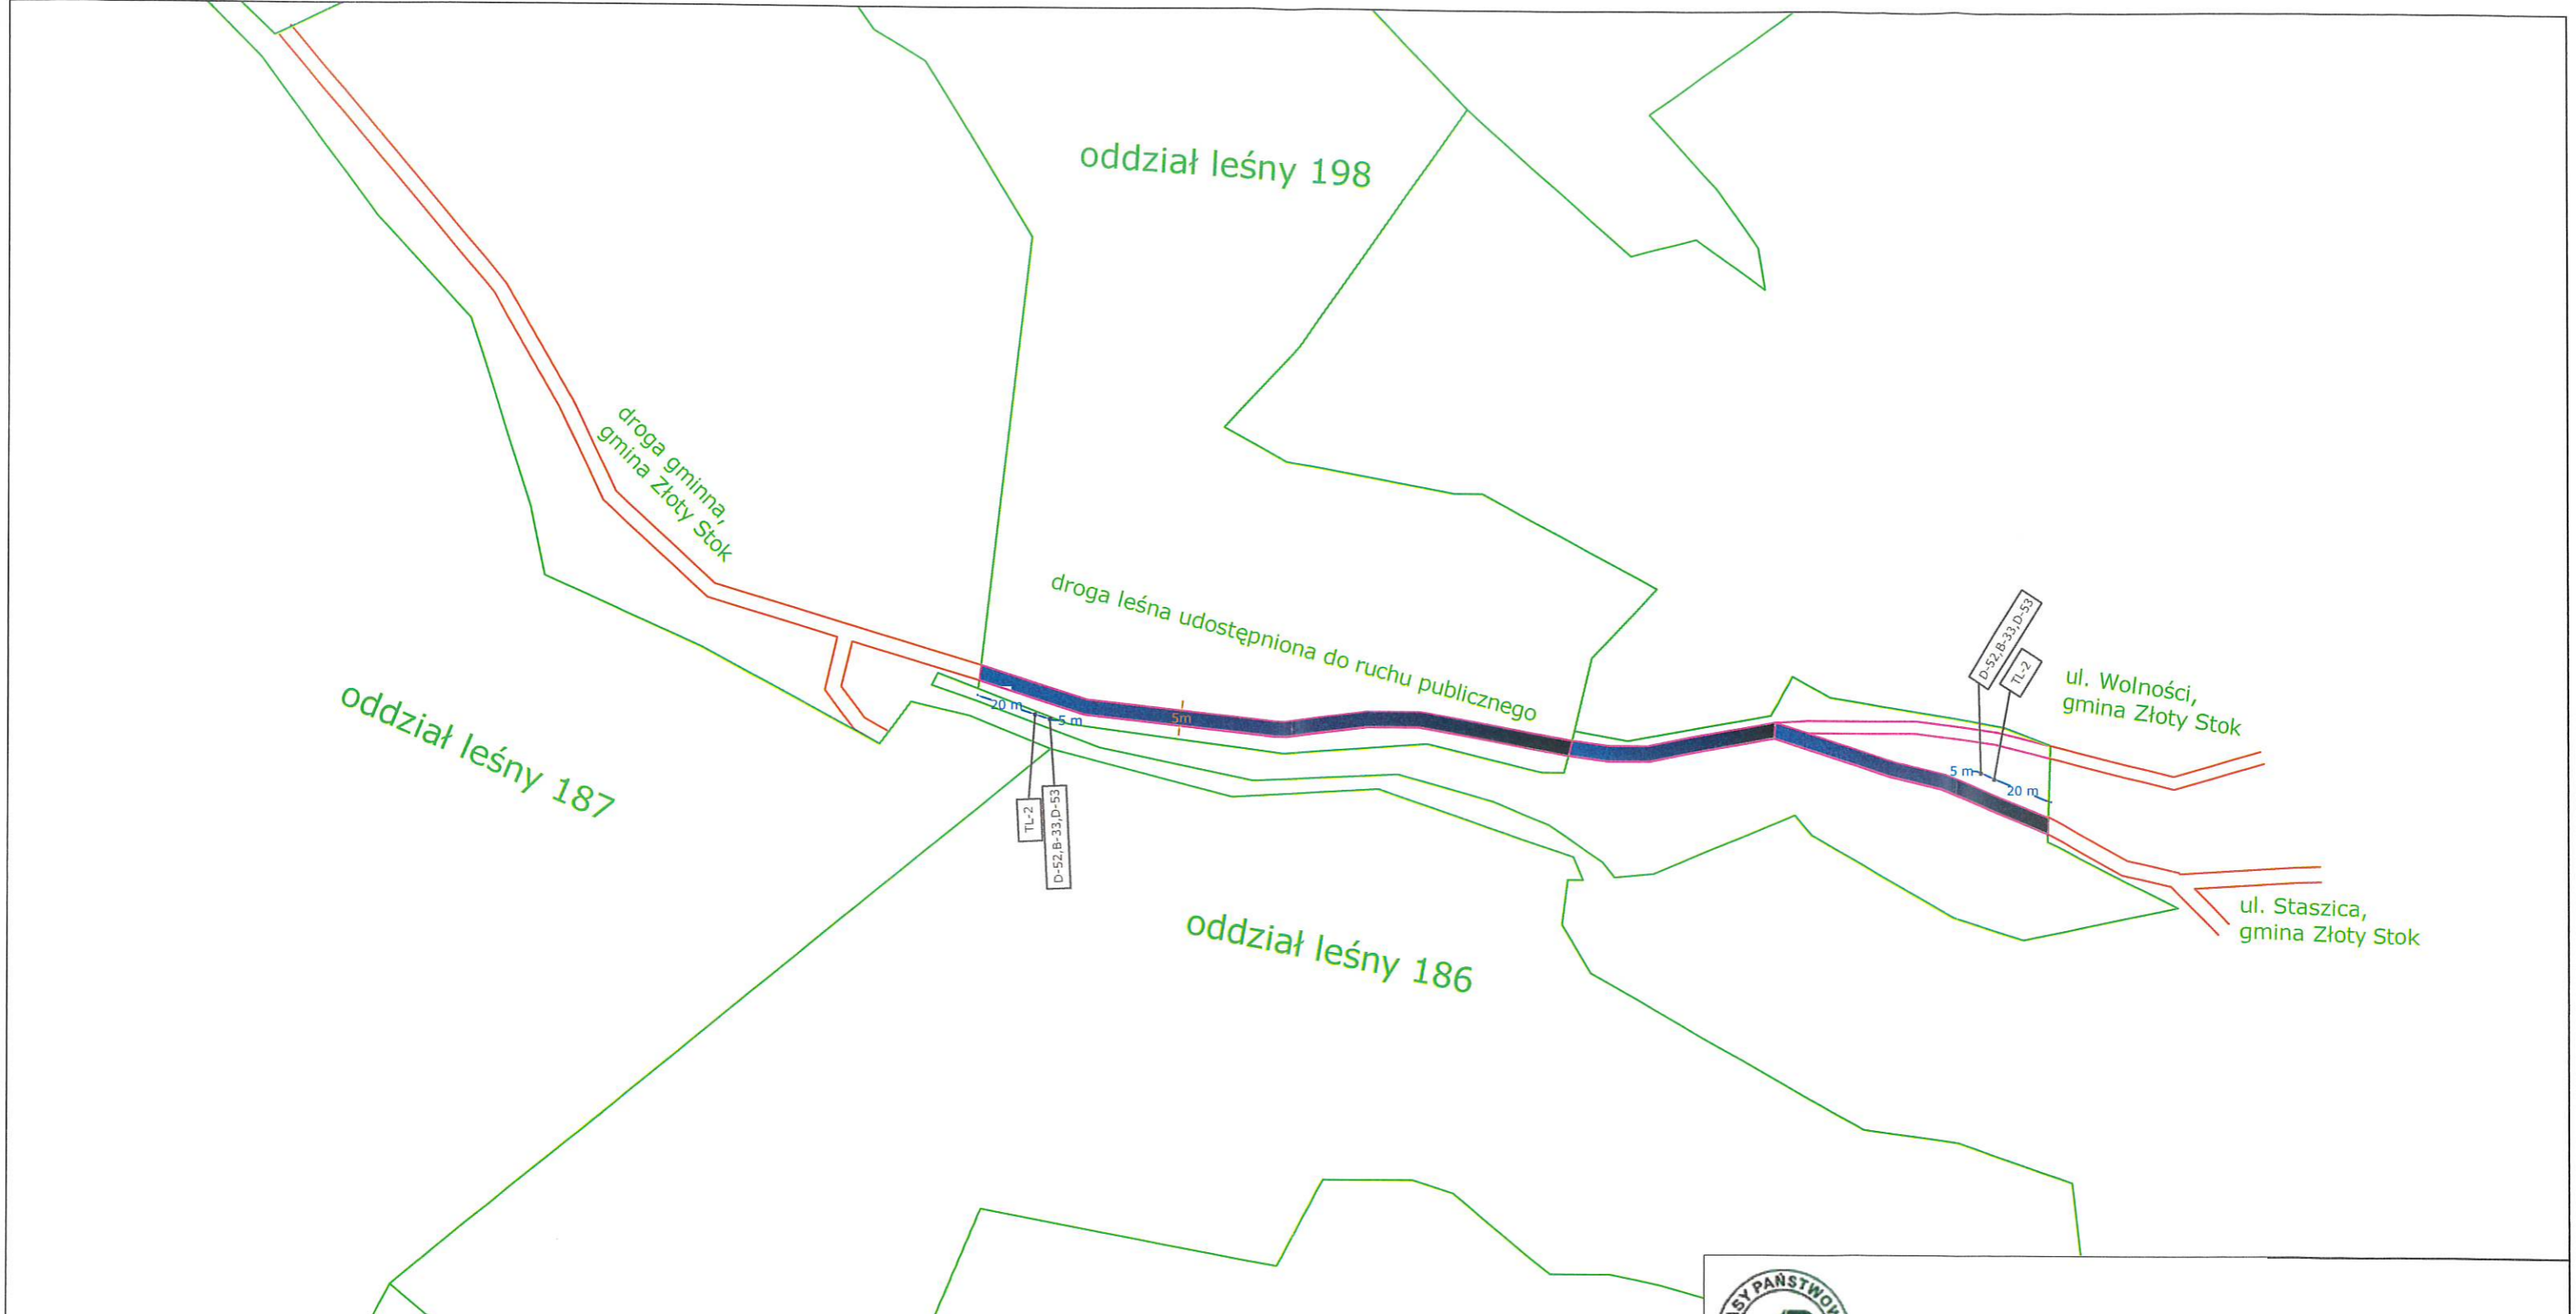 oddział leśny 198
droga gminna,
gmina Złoty Stok
droga leśna udostępniona do ruchu publicznego
D-52,B-33,D-53
TL-2
ul. Wolności,
gmina Złoty Stok
oddział leśny 187
20 m
5 m
5m
5 m
20 m
TL-2
D-52,B-33,D-53
ul. Staszica,
gmina Złoty Stok
oddział leśny 186